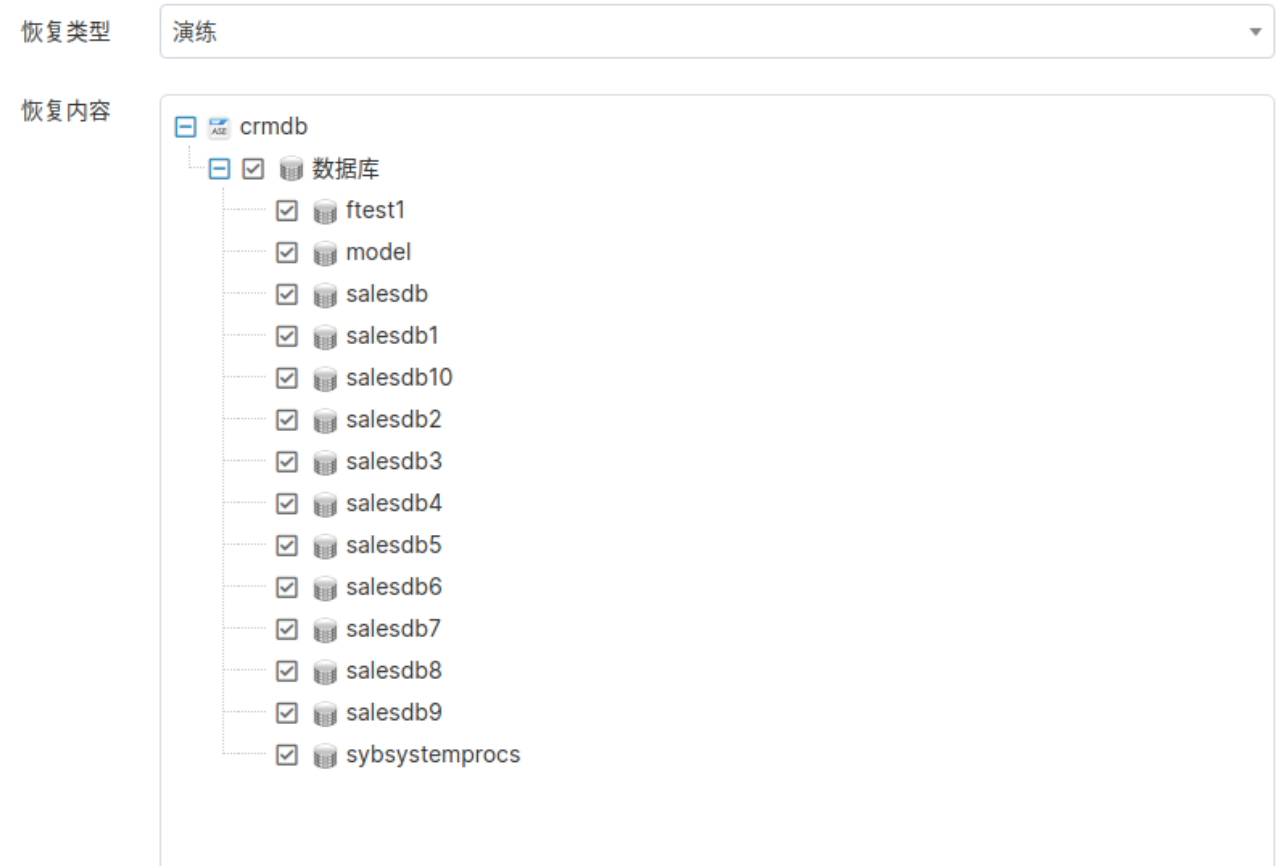 恢复类型 演练
恢复内容
ASE crmdb
数据库
ftest1
model
salesdb
salesdb1
salesdb10
salesdb2
salesdb3
salesdb4
salesdb5
salesdb6
salesdb7
salesdb8
salesdb9
sybsystemprocs